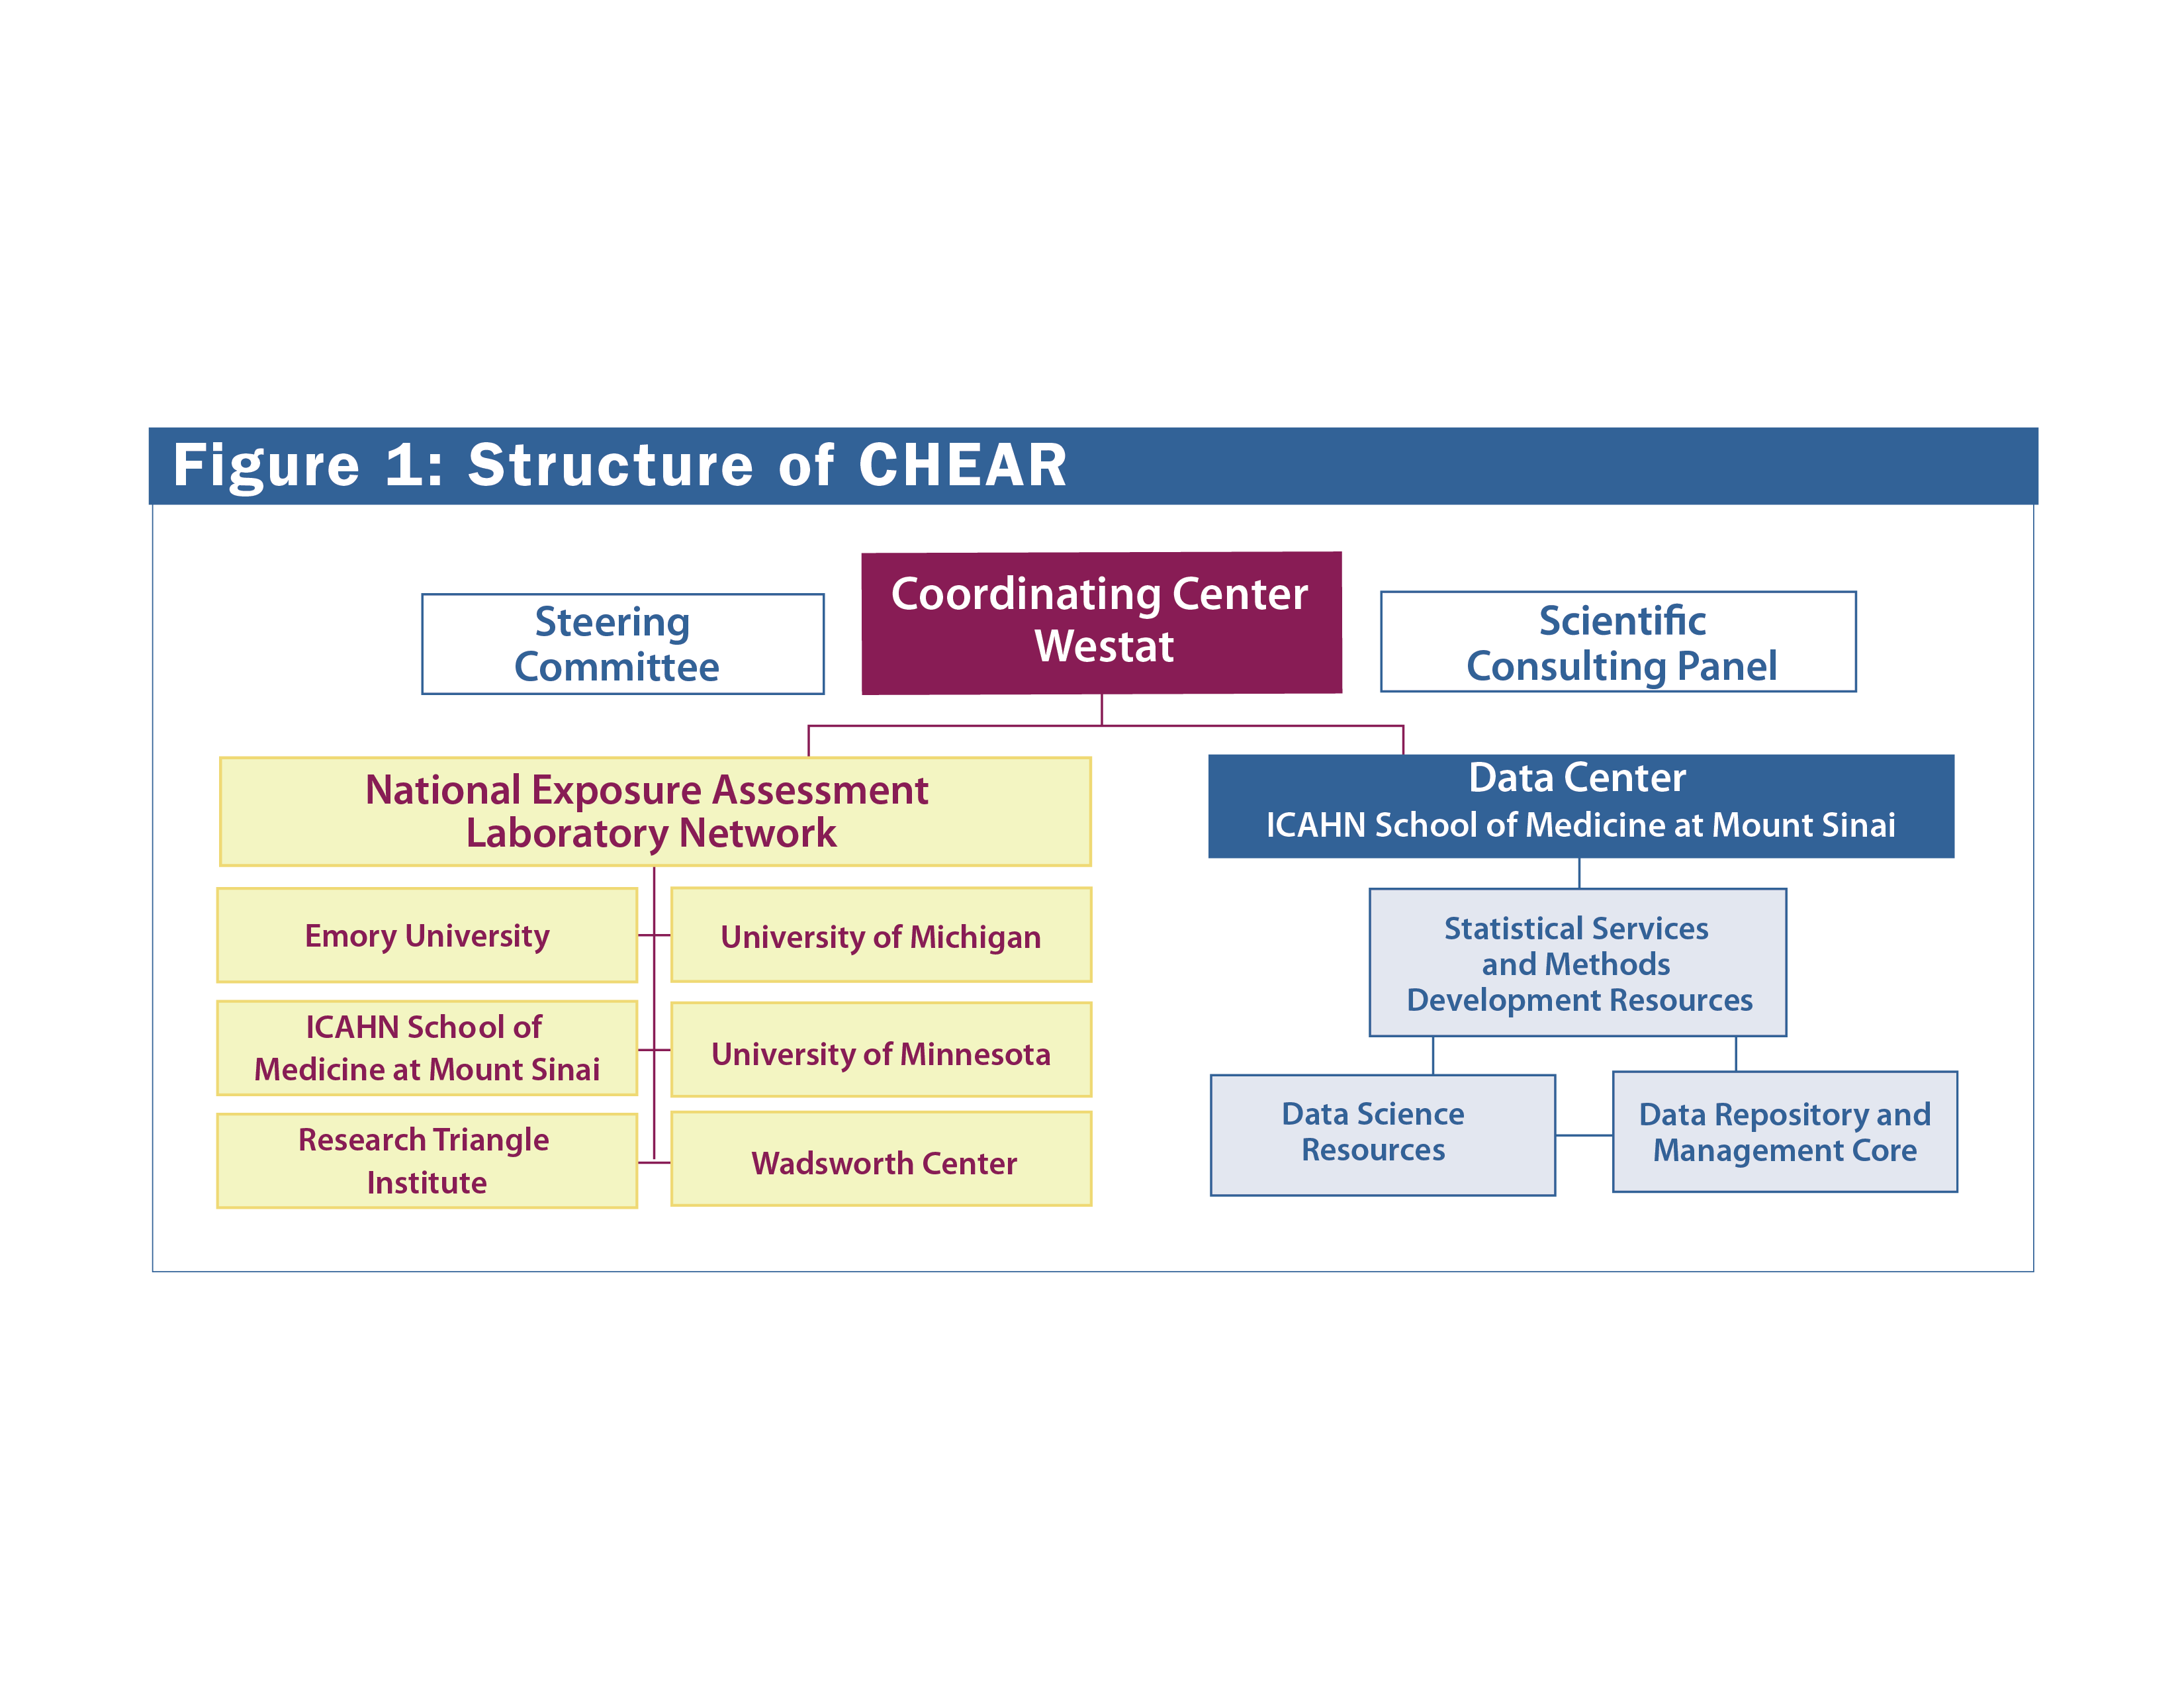 Figure 1: Structure of CHEAR
Steering
Committee
Coordinating Center
Westat
Scientific
Consulting Panel
National Exposure Assessment
Laboratory Network
Emory University
University of Michigan
ICAHN School of
Medicine at Mount Sinai
University of Minnesota
Research Triangle
Institute
Wadsworth Center
Data Center
ICAHN School of Medicine at Mount Sinai
Statistical Services
and Methods
Development Resources
Data Science
Resources
Data Repository and
Management Core